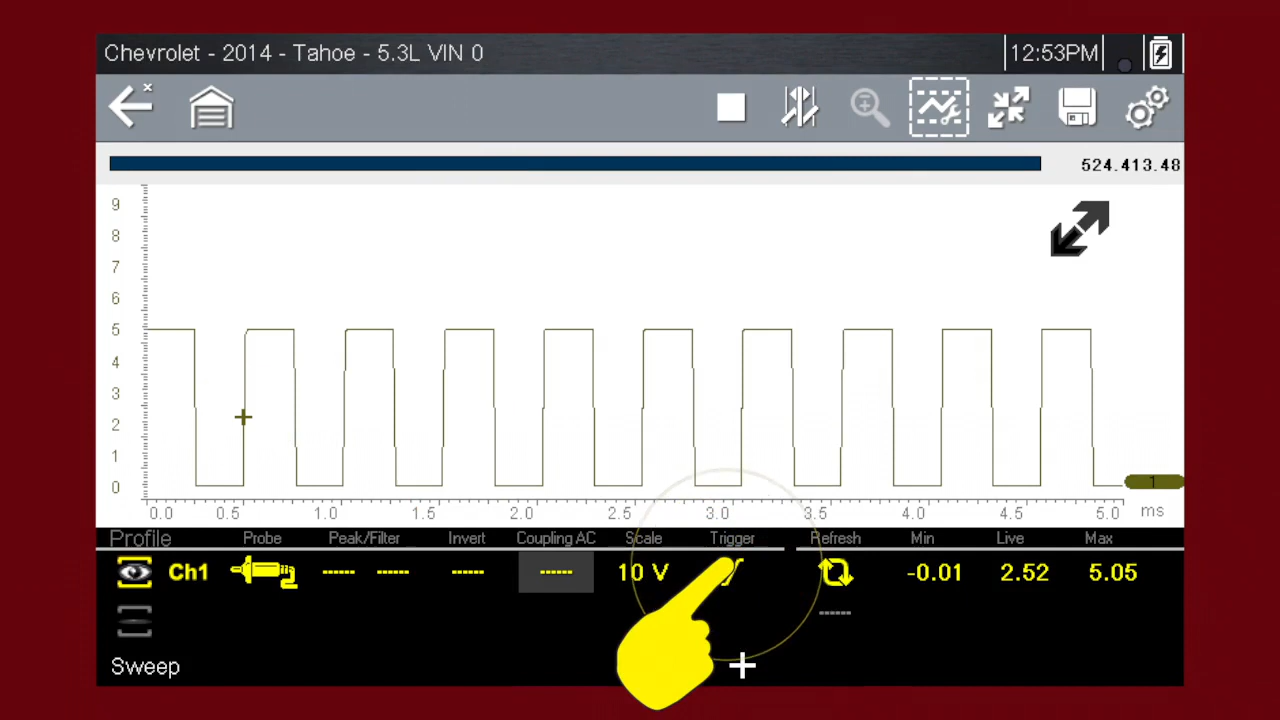 Chevrolet - 2014 - Tahoe - 5.3L VIN 0
12:53PM
524.413.48
9
8
7
6
5
4
3
2
1
0
1
0.0 0.5 1.0 1.5 2.0 2.5 3.0 3.5 4.0 4.5 5.0 ms
Profile Probe Peak/Filter Invert Coupling AC Scale Trigger Refresh Min Live Max
Ch1 ----- ----- ----- ----- 10 V -0.01 2.52 5.05
-----
Sweep